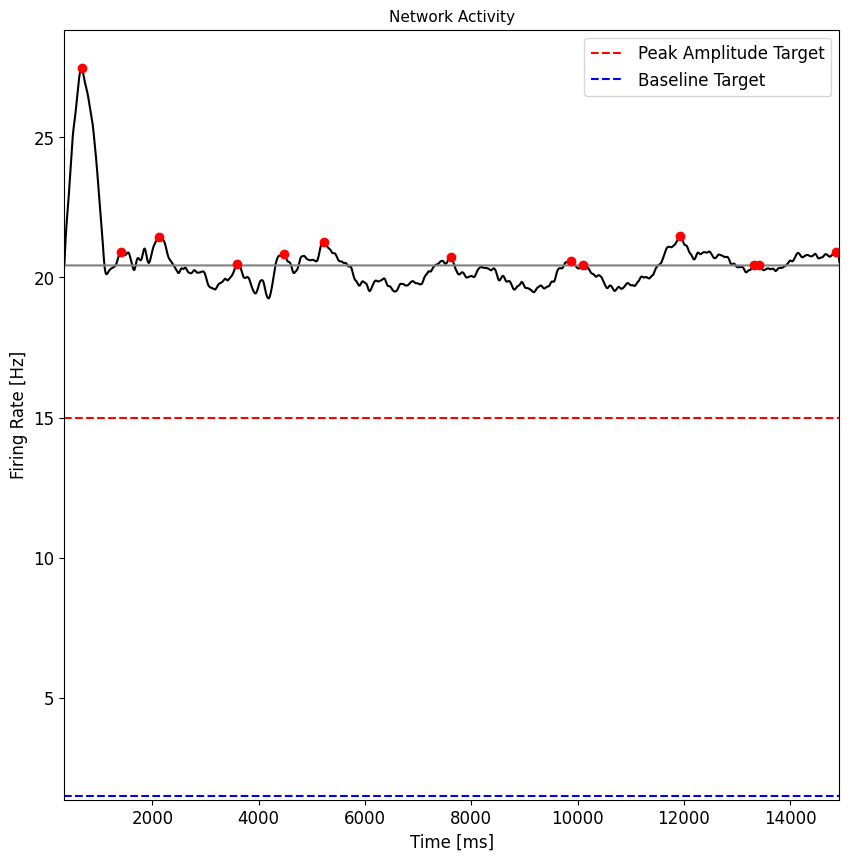 Network Activity
Peak Amplitude Target
Baseline Target
25
20
15
10
5
Firing Rate [Hz]
2000 4000 6000 8000 10000 12000 14000
Time [ms]